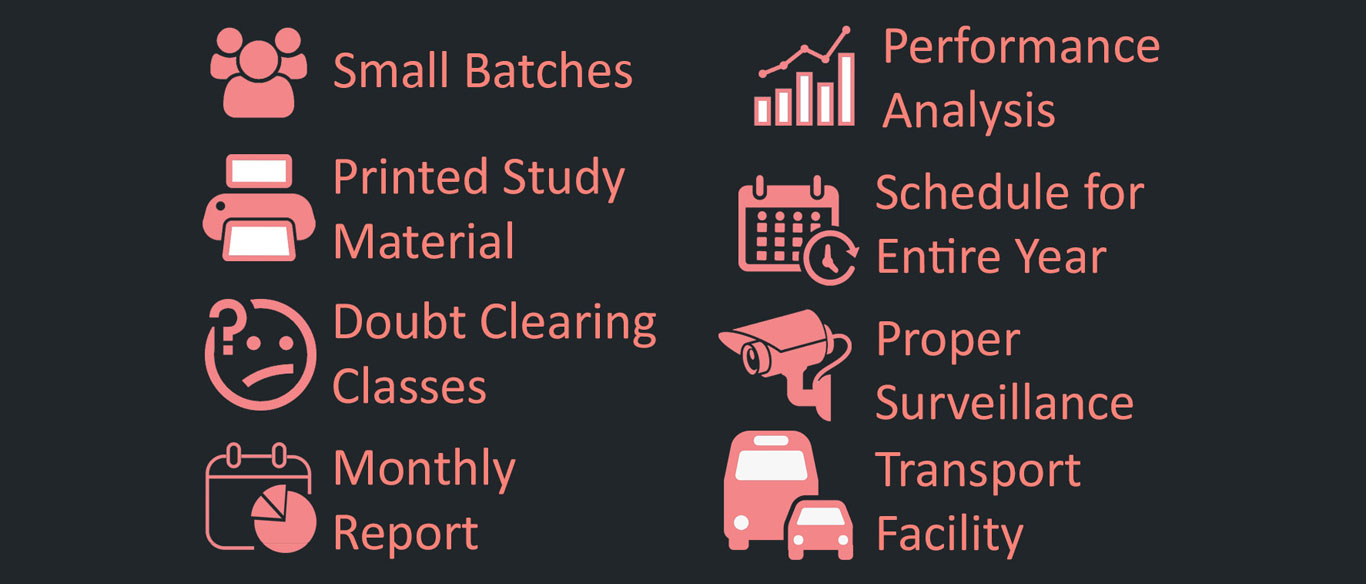 Small Batches
Printed Study
Material
Doubt Clearing
Classes
Monthly
Report
Performance
Analysis
Schedule for
Entire Year
Proper
Surveillance
Transport
Facility